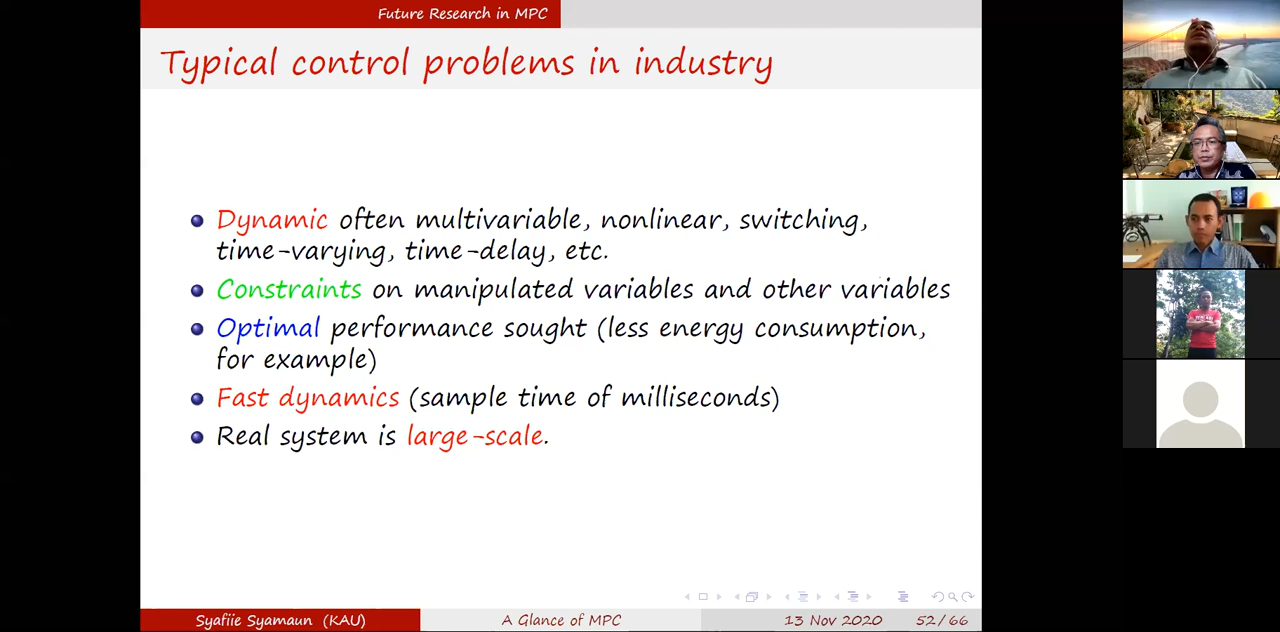 Future Research in MPC
Typical control problems in industry
Dynamic often multivariable, nonlinear, switching,
time-varying, time-delay, etc.
Constraints on manipulated variables and other variables
Optimal performance sought (less energy consumption,
for example)
Fast dynamics (sample time of milliseconds)
Real system is large-scale.
Syafiie Syamaun (KAU)
A Glance of MPC
13 Nov 2020
52/66